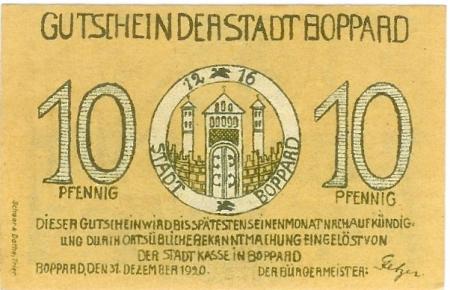 GUTSCHEIN DER STADT BOPPARD
12 16
10 10
STADT BOPPARD
PFENNIG PFENNIG
DIESER GUTSCHEIN WIRD BIS SPÄTESTENS EINEN MONAT NACH AUFKÜNDIG-
UNG DURCH ORTSÜBLICHE BEKANNTMACHUNG EINGELÖST VON
DER STADTKASSE IN BOPPARD
BOPPARD, DEN 31. DEZEMBER 1920. DER BÜRGERMEISTER: